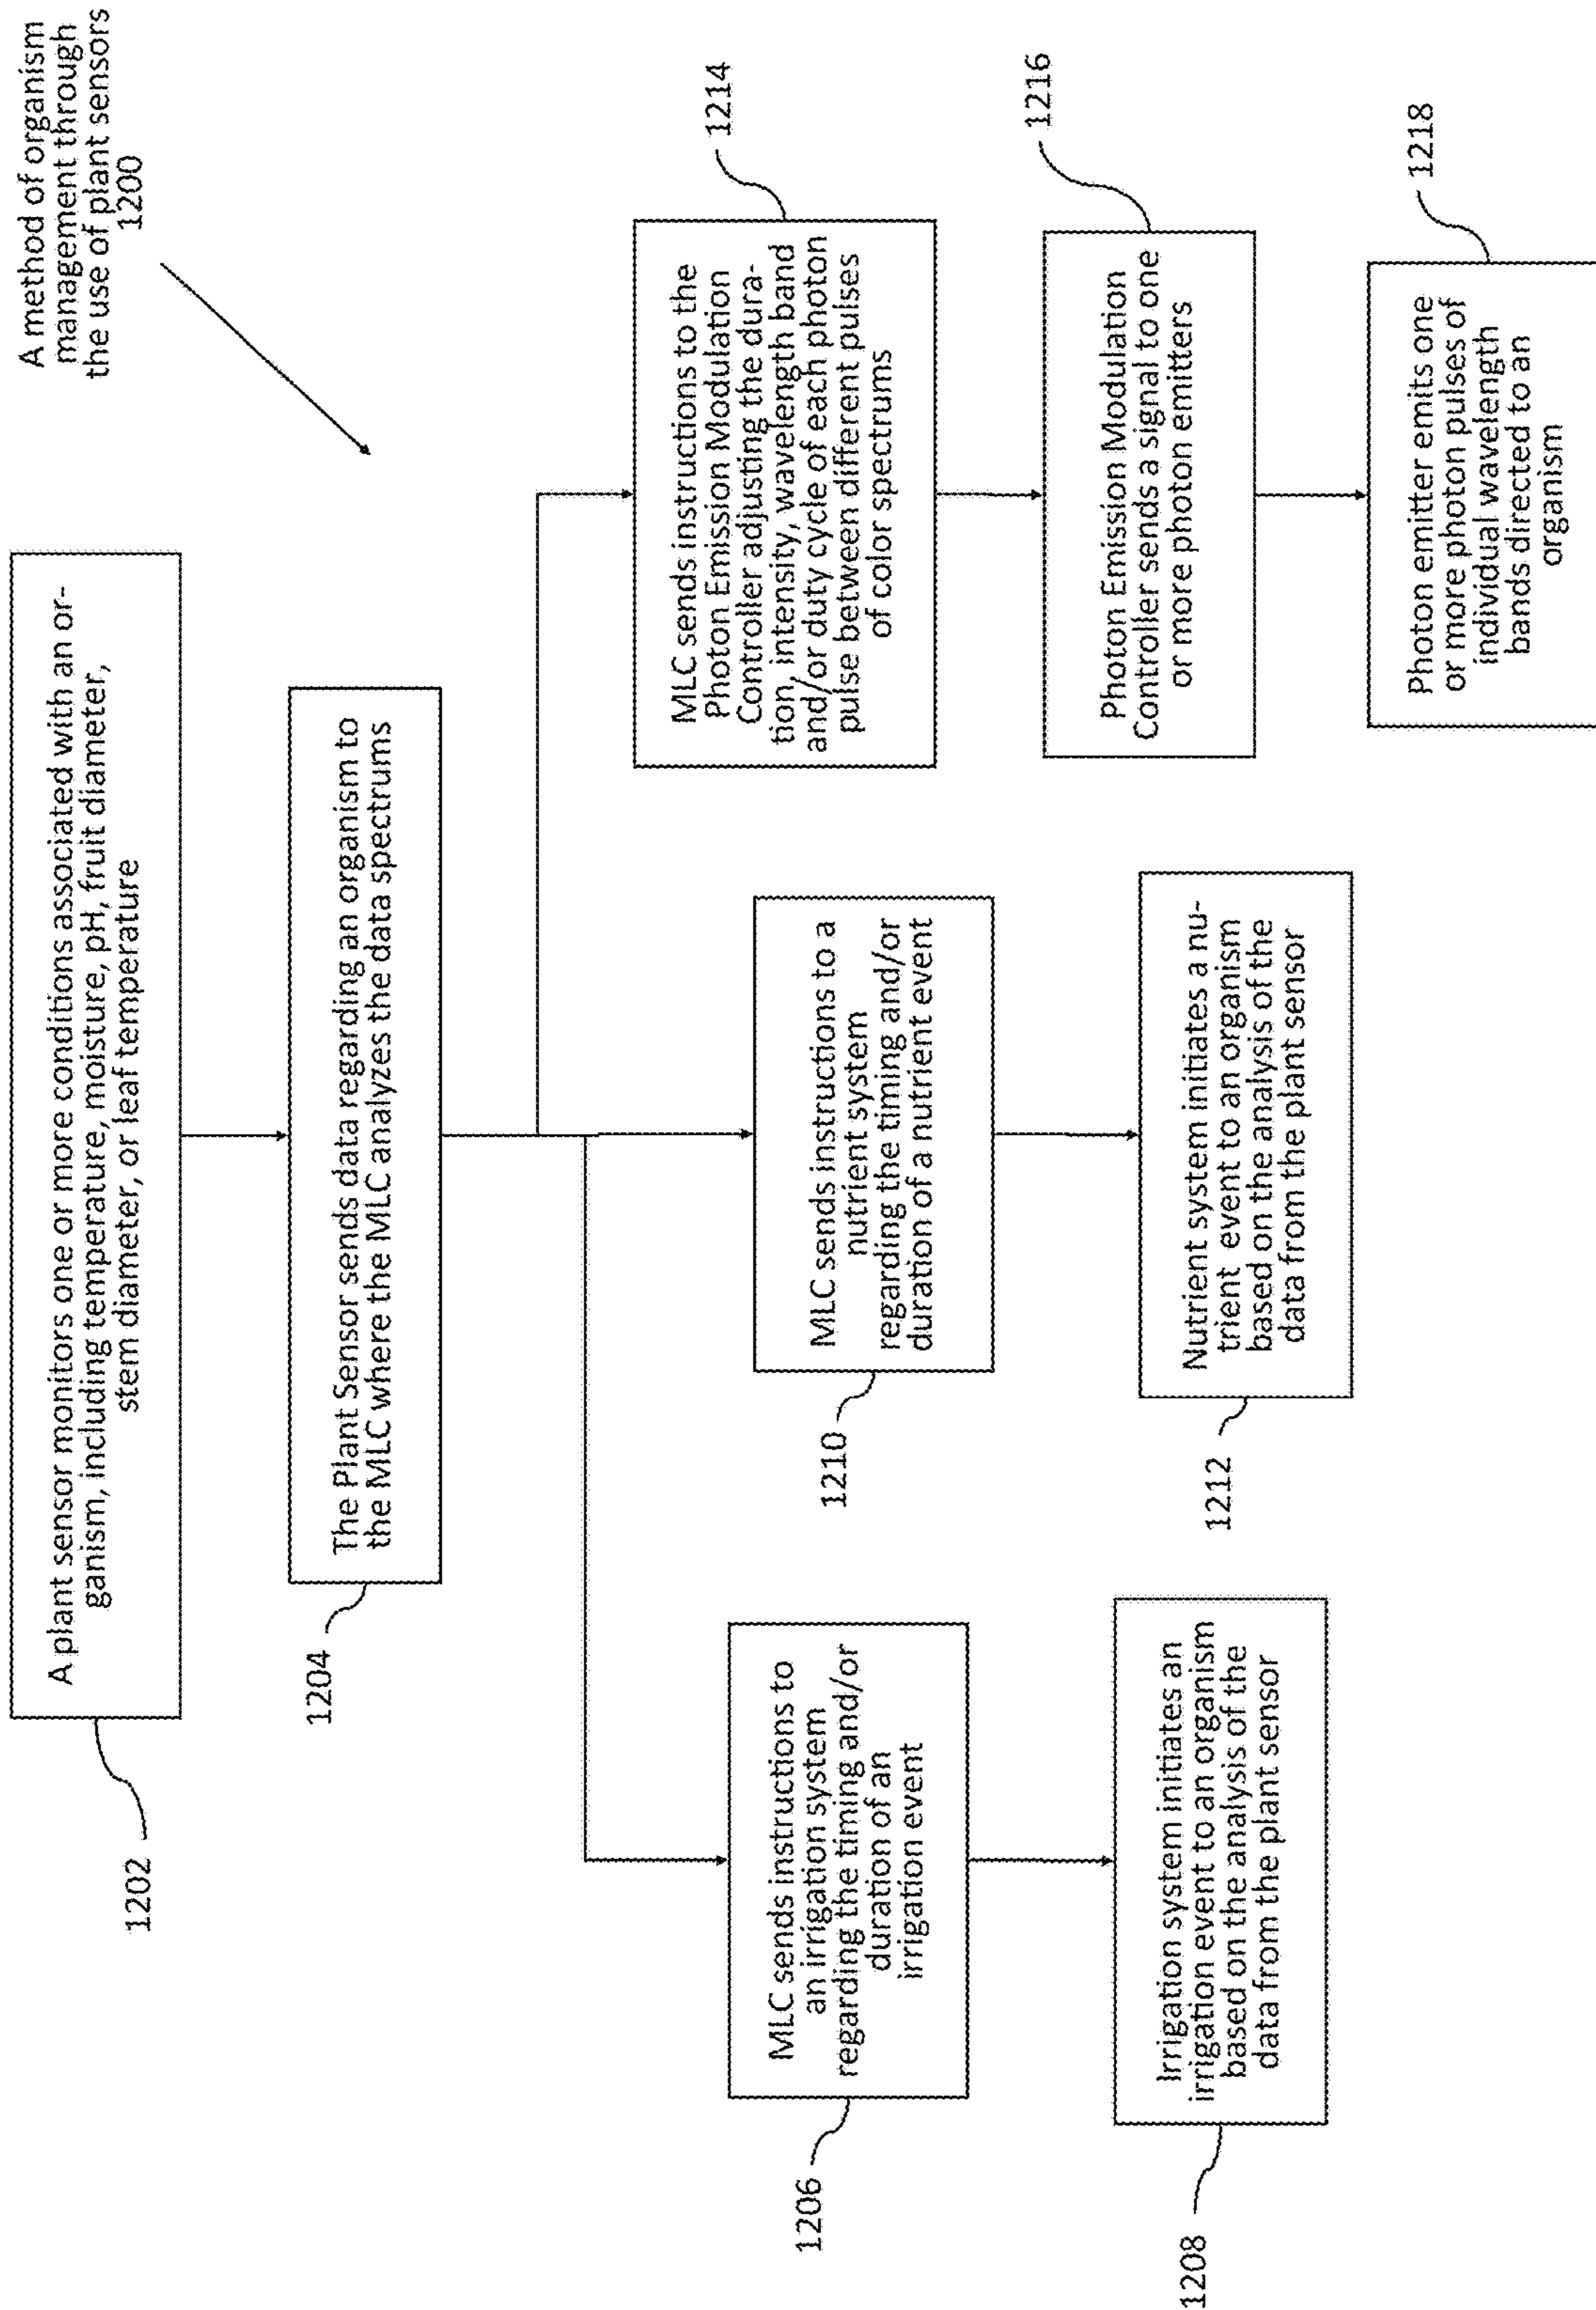 A method of organism
management through
the use of plant sensors
1200
A plant sensor monitors one or more conditions associated with an or-
ganism, including temperature, moisture, pH, fruit diameter,
stem diameter, or leaf temperature
1202
The Plant Sensor sends data regarding an organism to
the MLC where the MLC analyzes the data spectrums
1204
MLC sends instructions to
an irrigation system
regarding the timing and/or
duration of an
irrigation event
1206
Irrigation system initiates an
irrigation event to an organism
based on the analysis of the
data from the plant sensor
1208
MLC sends instructions to a
nutrient system
regarding the timing and/or
duration of a nutrient event
1210
Nutrient system initiates a nu-
trient event to an organism
based on the analysis of the
data from the plant sensor
1212
MLC sends instructions to the
Photon Emission Modulation
Controller adjusting the dura-
tion, intensity, wavelength band
and/or duty cycle of each photon
pulse between different pulses
of color spectrums
1214
Photon Emission Modulation
Controller sends a signal to one
or more photon emitters
1216
Photon emitter emits one
or more photon pulses of
individual wavelength
bands directed to an
organism
1218